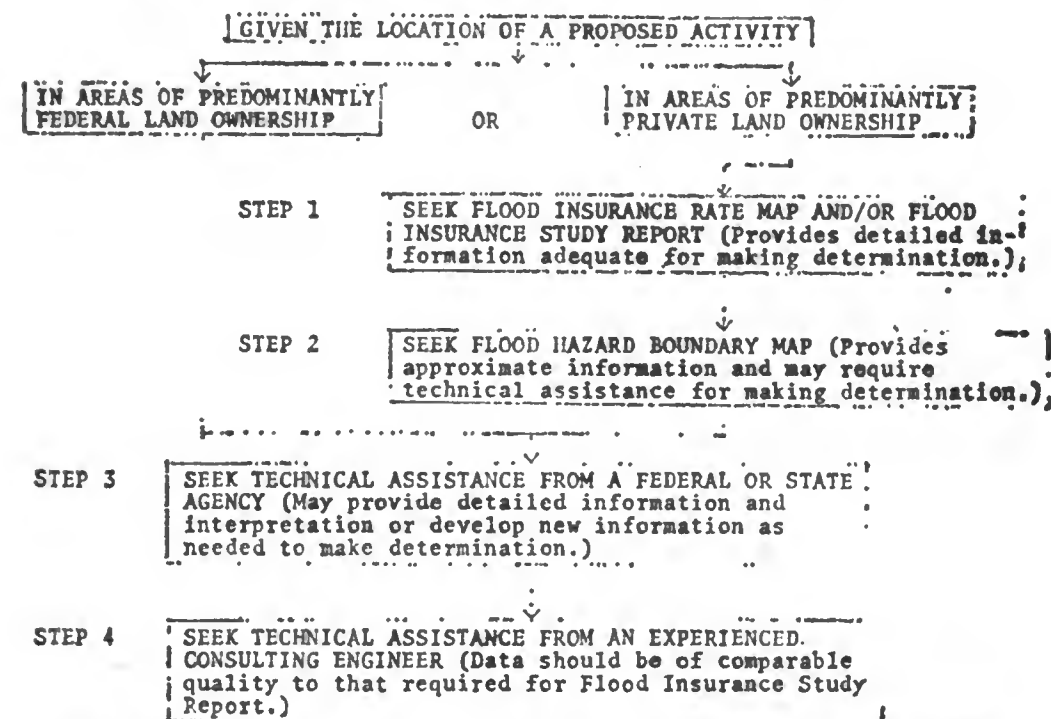 GIVEN THE LOCATION OF A PROPOSED ACTIVITY
IN AREAS OF PREDOMINANTLY
FEDERAL LAND OWNERSHIP
OR
IN AREAS OF PREDOMINANTLY
PRIVATE LAND OWNERSHIP
STEP 1
SEEK FLOOD INSURANCE RATE MAP AND/OR FLOOD
INSURANCE STUDY REPORT (Provides detailed in-
formation adequate for making determination.)
STEP 2
SEEK FLOOD HAZARD BOUNDARY MAP (Provides
approximate information and may require
technical assistance for making determination.)
STEP 3
SEEK TECHNICAL ASSISTANCE FROM A FEDERAL OR STATE
AGENCY (May provide detailed information and
interpretation or develop new information as
needed to make determination.)
STEP 4
SEEK TECHNICAL ASSISTANCE FROM AN EXPERIENCED.
CONSULTING ENGINEER (Data should be of comparable
quality to that required for Flood Insurance Study
Report.)